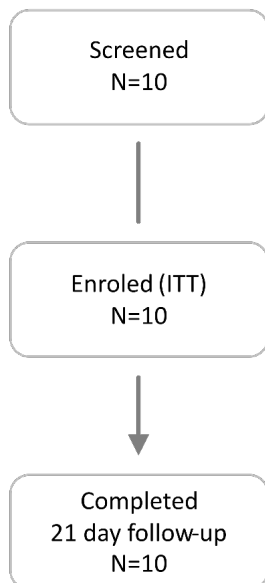 Screened
N=10
Enroled (ITT)
N=10
Completed
21 day follow-up
N=10